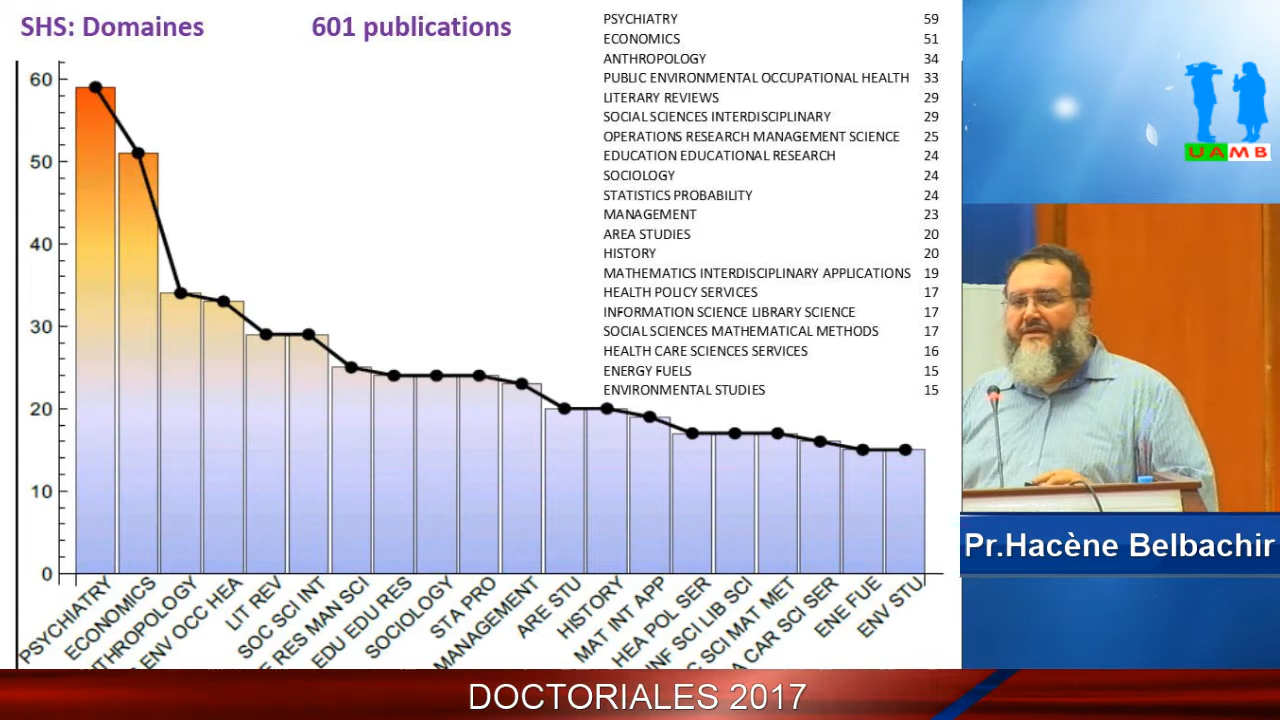 SHS: Domaines 601 publications
PSYCHIATRY 59
ECONOMICS 51
ANTHROPOLOGY 34
PUBLIC ENVIRONMENTAL OCCUPATIONAL HEALTH 33
LITERARY REVIEWS 29
SOCIAL SCIENCES INTERDISCIPLINARY 29
OPERATIONS RESEARCH MANAGEMENT SCIENCE 25
EDUCATION EDUCATIONAL RESEARCH 24
SOCIOLOGY 24
STATISTICS PROBABILITY 24
MANAGEMENT 23
AREA STUDIES 20
HISTORY 20
MATHEMATICS INTERDISCIPLINARY APPLICATIONS 19
HEALTH POLICY SERVICES 17
INFORMATION SCIENCE LIBRARY SCIENCE 17
SOCIAL SCIENCES MATHEMATICAL METHODS 17
HEALTH CARE SCIENCES SERVICES 16
ENERGY FUELS 15
ENVIRONMENTAL STUDIES 15
60
50
40
30
20
10
0
PSYCHIATRY
ECONOMICS
NTHROPOLOGY
ENV OCC HEA
LIT REV
SOC SCI INT
E RES MAN SCI
EDU EDU RES
SOCIOLOGY
STA PRO
MANAGEMENT
ARE STU
HISTORY
MAT INT APP
HEA POL SER
INF SCI LIB SCI
C SCI MAT MET
A CAR SCI SER
ENE FUE
ENV STU
UAMB
Pr.Hacène Belbachir
DOCTORIALES 2017